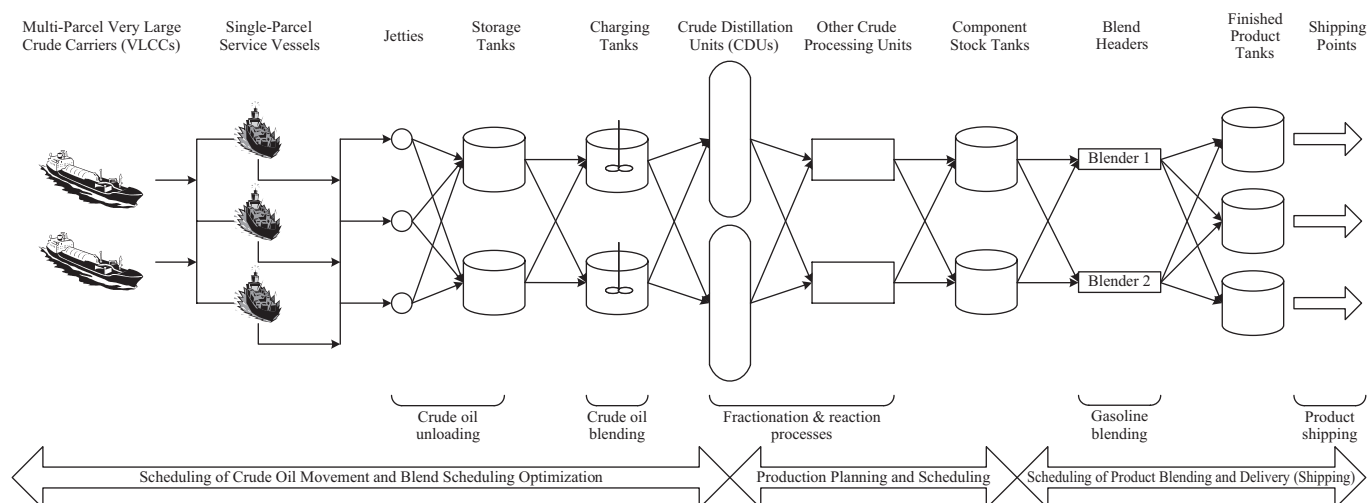 Multi-Parcel Very Large
Crude Carriers (VLCCs)
Single-Parcel
Service Vessels
Jetties
Storage
Tanks
Charging
Tanks
Crude Distillation
Units (CDUs)
Other Crude
Processing Units
Component
Stock Tanks
Blend
Headers
Finished
Product
Tanks
Shipping
Points
Blender 1
Blender 2
Crude oil
unloading
Crude oil
blending
Fractionation & reaction
processes
Gasoline
blending
Product
shipping
Scheduling of Crude Oil Movement and Blend Scheduling Optimization
Production Planning and Scheduling
Scheduling of Product Blending and Delivery (Shipping)